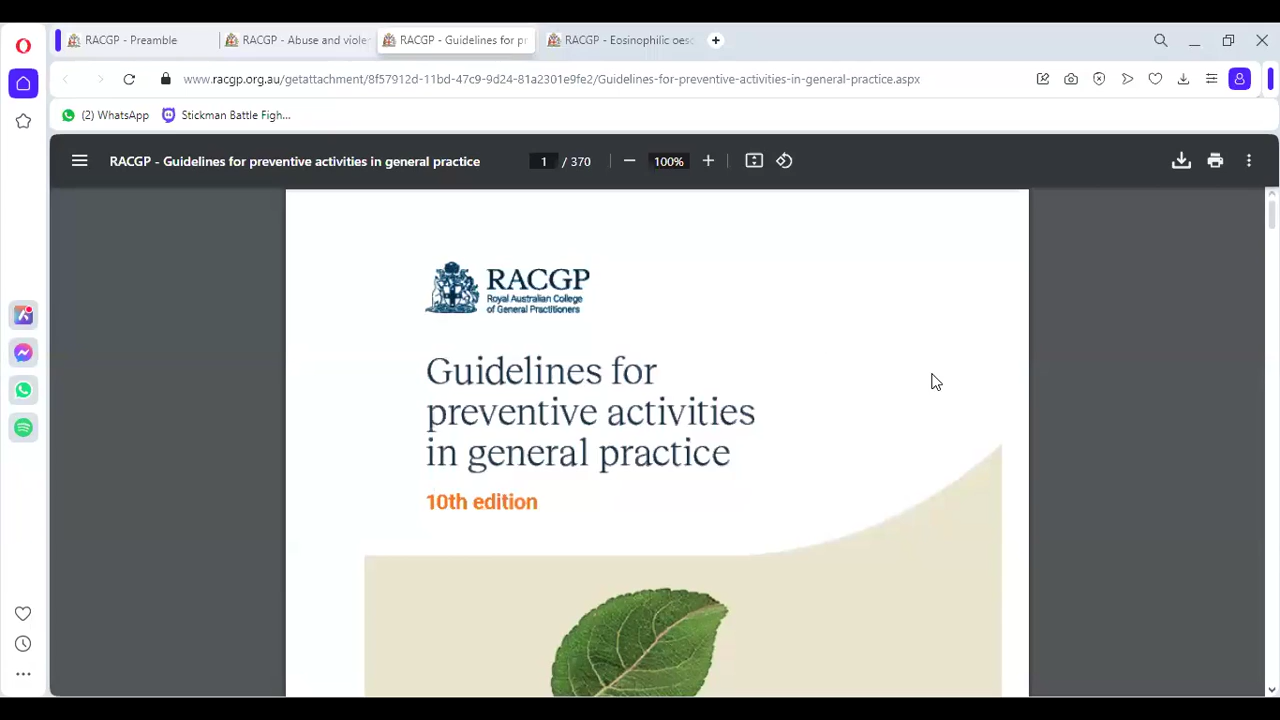 RACGP - Preamble
RACGP - Abuse and viole
RACGP - Guidelines for pr
RACGP - Eosinophilic oes
www.racgp.org.au/getattachment/8f57912d-11bd-47c9-9d24-81a2301e9fe2/Guidelines-for-preventive-activities-in-general-practice.aspx
(2) WhatsApp
Stickman Battle Figh...
RACGP - Guidelines for preventive activities in general practice
1 / 370
100%
RACGP
Royal Australian College
of General Practitioners
Guidelines for
preventive activities
in general practice
10th edition